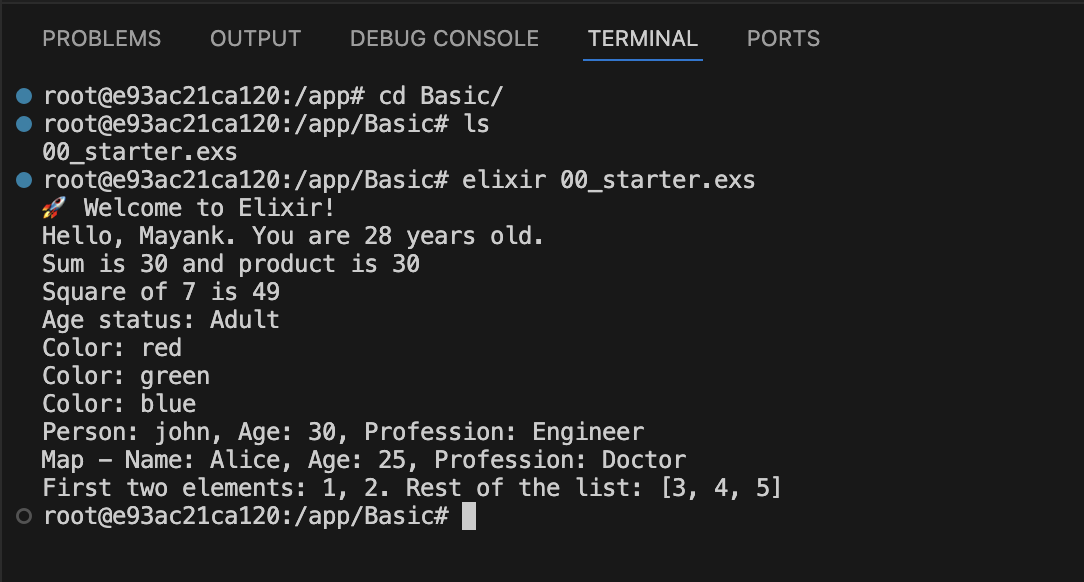 PROBLEMS OUTPUT DEBUG CONSOLE TERMINAL PORTS
root@e93ac21ca120:/app# cd Basic/
root@e93ac21ca120:/app/Basic# ls
00_starter.exs
root@e93ac21ca120:/app/Basic# elixir 00_starter.exs
🚀 Welcome to Elixir!
Hello, Mayank. You are 28 years old.
Sum is 30 and product is 30
Square of 7 is 49
Age status: Adult
Color: red
Color: green
Color: blue
Person: john, Age: 30, Profession: Engineer
Map – Name: Alice, Age: 25, Profession: Doctor
First two elements: 1, 2. Rest of the list: [3, 4, 5]
root@e93ac21ca120:/app/Basic#